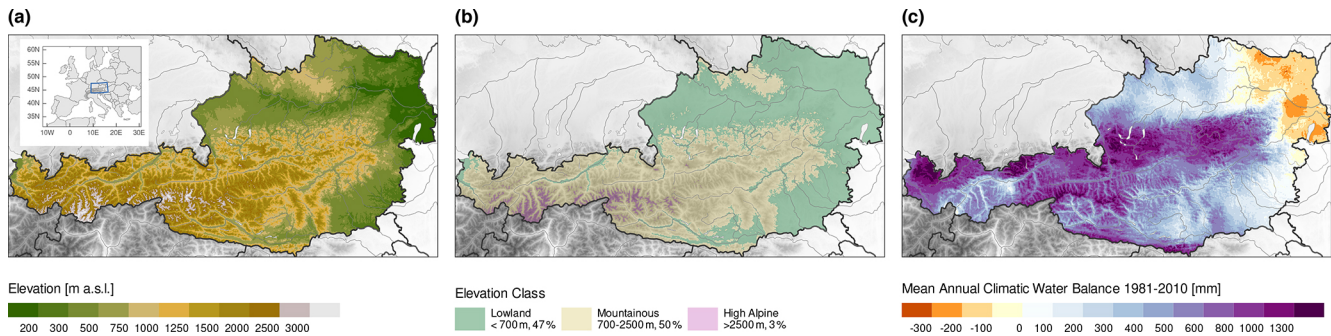 (a)
60N
55N
50N
45N
40N
35N
10W 0 10E 20E 30E
Elevation [m a.s.l.]
200 300 500 750 1000 1250 1500 2000 2500 3000
(b)
Elevation Class
Lowland
< 700 m, 47 %
Mountainous
700-2500 m, 50 %
High Alpine
>2500 m, 3 %
(c)
Mean Annual Climatic Water Balance 1981-2010 [mm]
-300 -200 -100 0 100 200 300 400 500 600 800 1000 1300